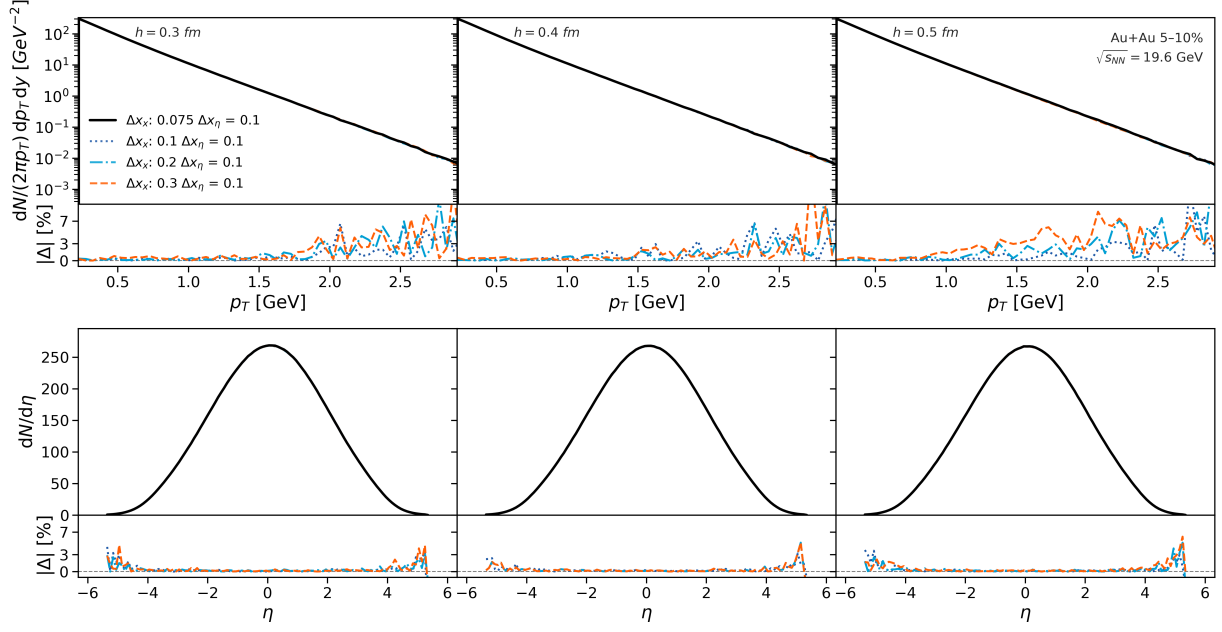 dN/(2πp_T) dp_T dy [GeV⁻²]
10²
10¹
10⁰
10⁻¹
10⁻²
10⁻³
h = 0.3 fm
h = 0.4 fm
h = 0.5 fm
Au+Au 5–10%
√s_NN = 19.6 GeV
Δx_x: 0.075 Δx_η = 0.1
Δx_x: 0.1 Δx_η = 0.1
Δx_x: 0.2 Δx_η = 0.1
Δx_x: 0.3 Δx_η = 0.1
|Δ| [%]
7
3
0
0.5 1.0 1.5 2.0 2.5
0.5 1.0 1.5 2.0 2.5
0.5 1.0 1.5 2.0 2.5
p_T [GeV]
p_T [GeV]
p_T [GeV]
dN/dη
250
200
150
100
50
0
|Δ| [%]
7
3
0
−6 −4 −2 0 2 4 6
−6 −4 −2 0 2 4 6
−6 −4 −2 0 2 4 6
η
η
η